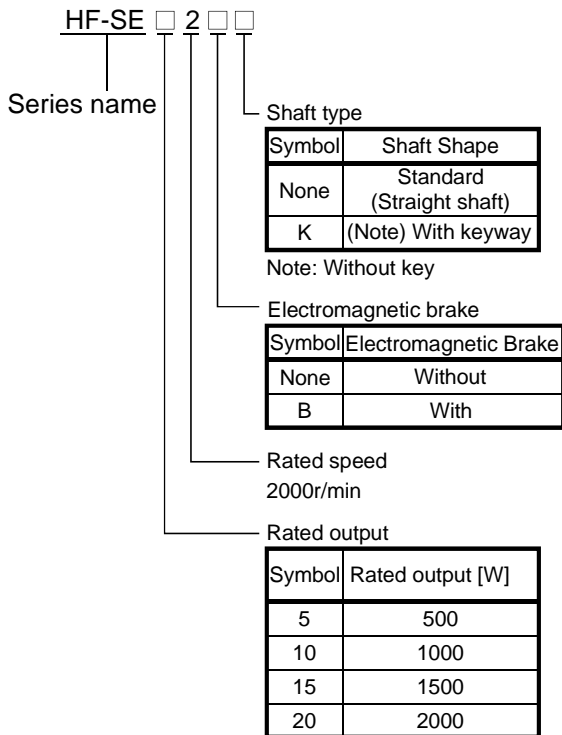 HF-SE □ 2 □ □
Series name
Shaft type
Symbol Shaft Shape
None Standard
(Straight shaft)
K (Note) With keyway
Note: Without key
Electromagnetic brake
Symbol Electromagnetic Brake
None Without
B With
Rated speed
2000r/min
Rated output
Symbol Rated output [W]
5 500
10 1000
15 1500
20 2000